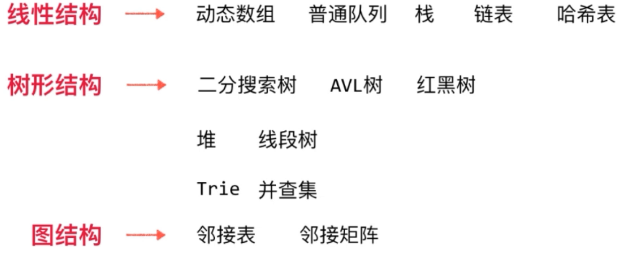 线性结构 → 动态数组 普通队列 栈 链表 哈希表
树形结构 → 二分搜索树 AVL树 红黑树
堆 线段树
Trie 并查集
图结构 → 邻接表 邻接矩阵